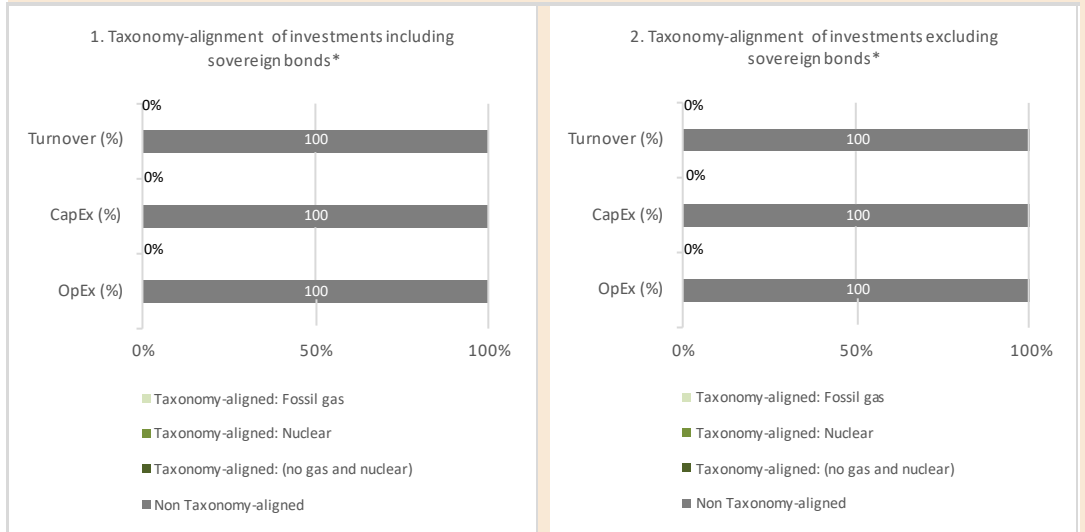 1. Taxonomy-alignment of investments including
sovereign bonds*
0%
Turnover (%)
100
0%
CapEx (%)
100
0%
OpEx (%)
100
0%
50%
100%
Taxonomy-aligned: Fossil gas
Taxonomy-aligned: Nuclear
Taxonomy-aligned: (no gas and nuclear)
Non Taxonomy-aligned
2. Taxonomy-alignment of investments excluding
sovereign bonds*
0%
Turnover (%)
100
0%
CapEx (%)
100
0%
OpEx (%)
100
0%
50%
100%
Taxonomy-aligned: Fossil gas
Taxonomy-aligned: Nuclear
Taxonomy-aligned: (no gas and nuclear)
Non Taxonomy-aligned